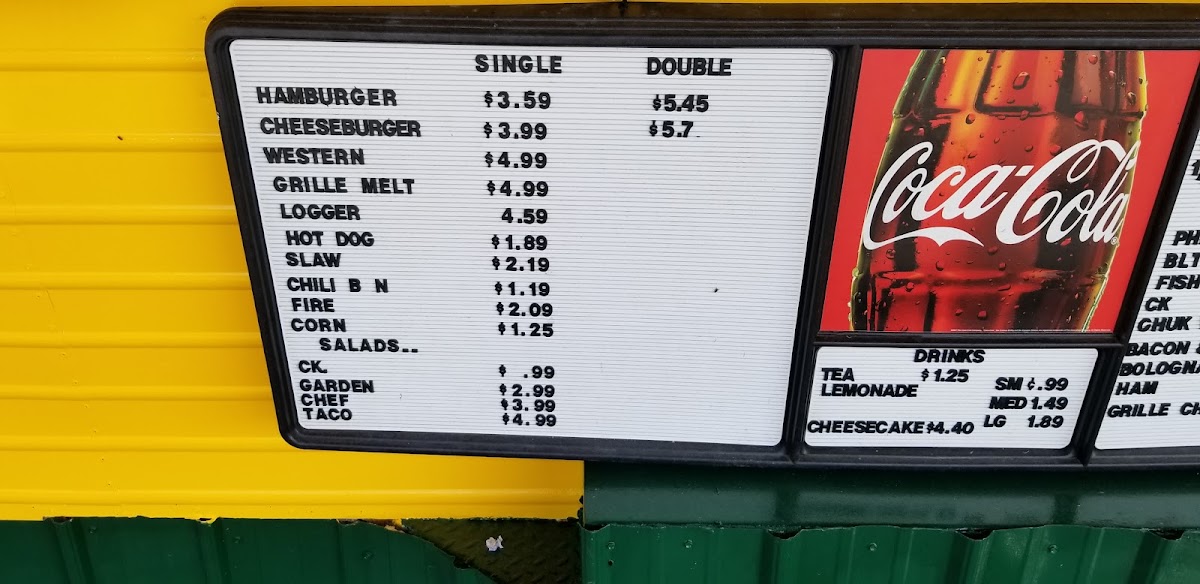 SINGLE DOUBLE
HAMBURGER $3.59 $5.45
CHEESEBURGER $3.99 $5.7
WESTERN $4.99
GRILLE MELT $4.99
LOGGER 4.59
HOT DOG $1.89
SLAW $2.19
CHILI B N $1.19
FIRE $2.09
CORN $1.25
SALADS..
CK. $ .99
GARDEN $2.99
CHEF $3.99
TACO $4.99
Coca-Cola
DRINKS
TEA $1.25
LEMONADE SM ¢.99
MED 1.49
LG 1.89
CHEESECAKE $4.40
PH
BLT
FISH
CK
CHUK
BACON &
BOLOGNA
HAM
GRILLE CH